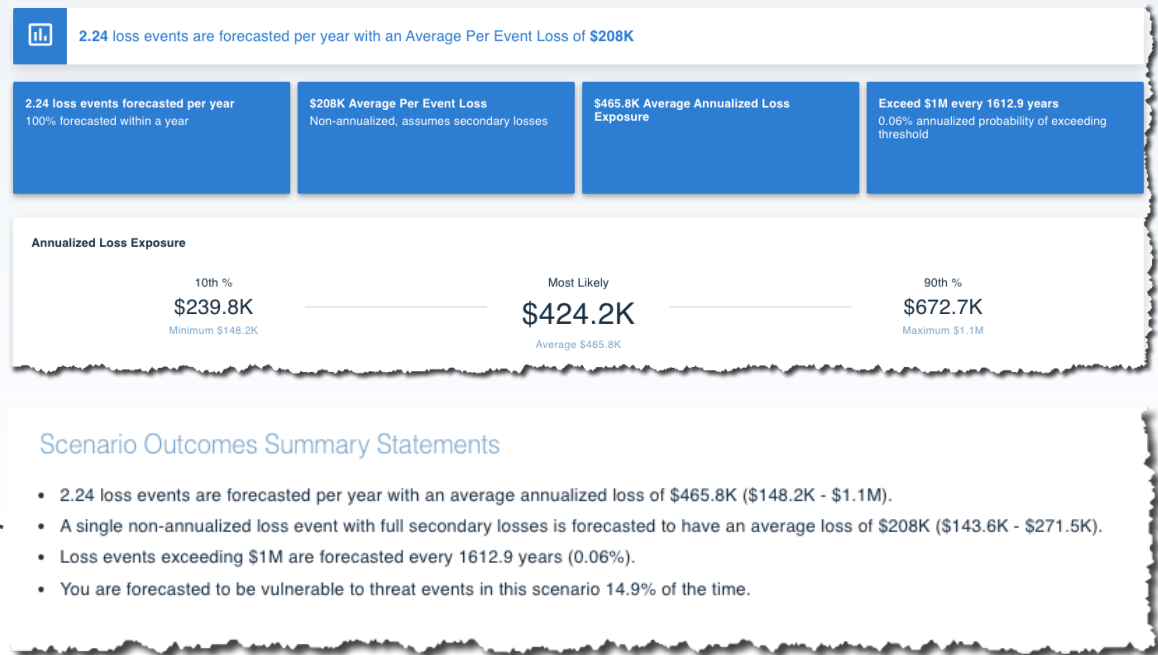 2.24 loss events are forecasted per year with an Average Per Event Loss of $208K
2.24 loss events forecasted per year
100% forecasted within a year
$208K Average Per Event Loss
Non-annualized, assumes secondary losses
$465.8K Average Annualized Loss
Exposure
Exceed $1M every 1612.9 years
0.06% annualized probability of exceeding
threshold
Annualized Loss Exposure
10th %
$239.8K
Minimum $148.2K
Most Likely
$424.2K
Average $465.8K
90th %
$672.7K
Maximum $1.1M
Scenario Outcomes Summary Statements
• 2.24 loss events are forecasted per year with an average annualized loss of $465.8K ($148.2K - $1.1M).
• A single non-annualized loss event with full secondary losses is forecasted to have an average loss of $208K ($143.6K - $271.5K).
• Loss events exceeding $1M are forecasted every 1612.9 years (0.06%).
• You are forecasted to be vulnerable to threat events in this scenario 14.9% of the time.